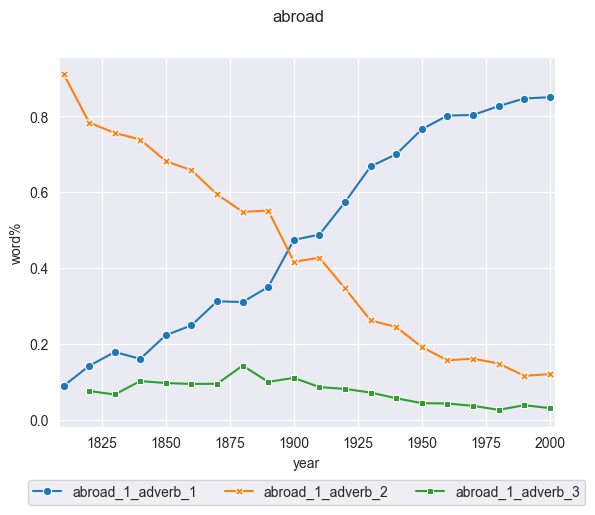 abroad
word%
0.8
0.6
0.4
0.2
0.0
1825 1850 1875 1900 1925 1950 1975 2000
year
abroad_1_adverb_1 abroad_1_adverb_2 abroad_1_adverb_3